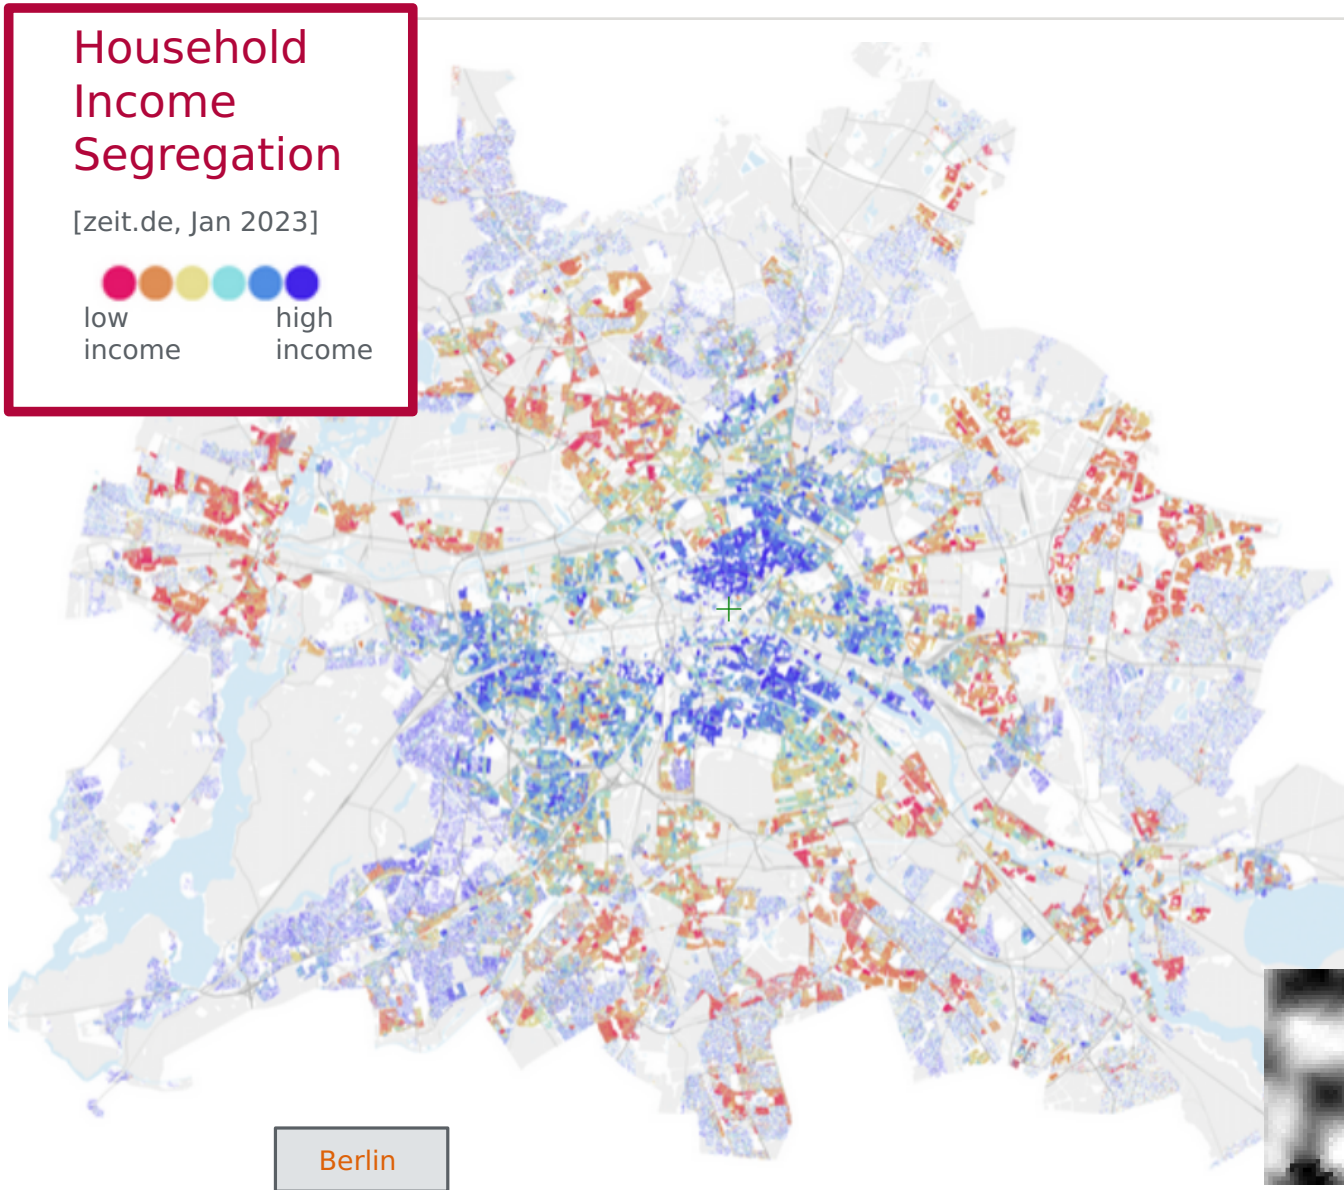 Household
Income
Segregation
[zeit.de, Jan 2023]
low
income
high
income
Berlin